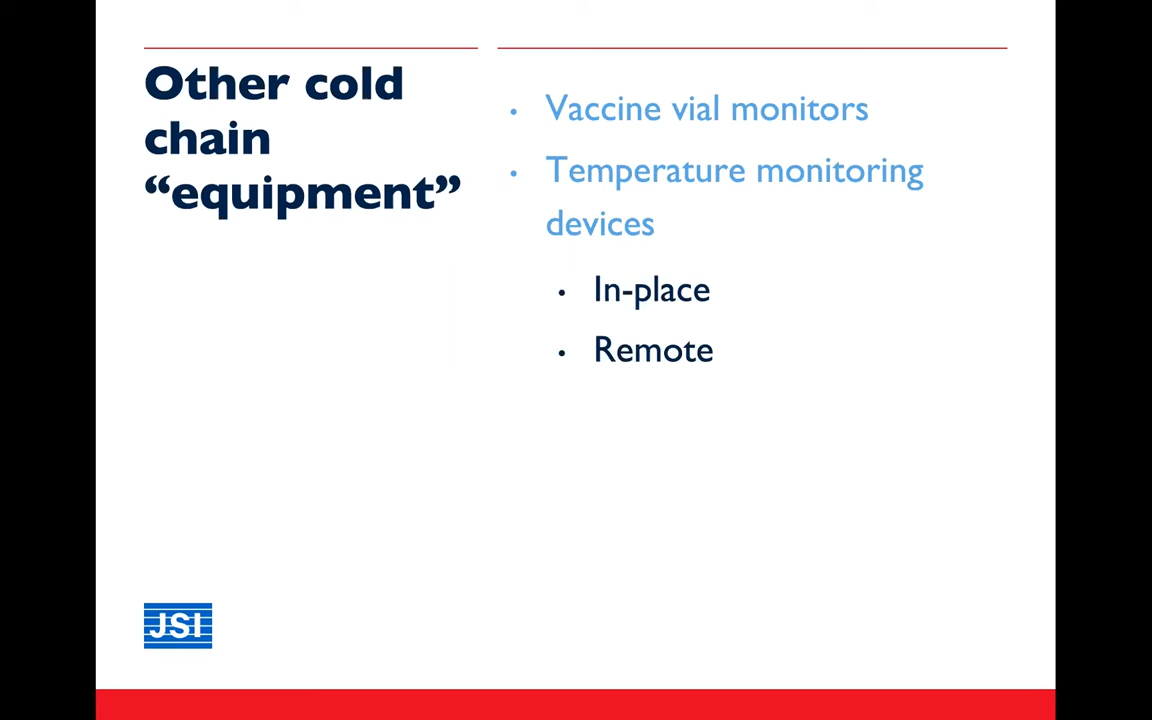 Other cold
chain
“equipment”
• Vaccine vial monitors
• Temperature monitoring
devices
• In-place
• Remote
JSI